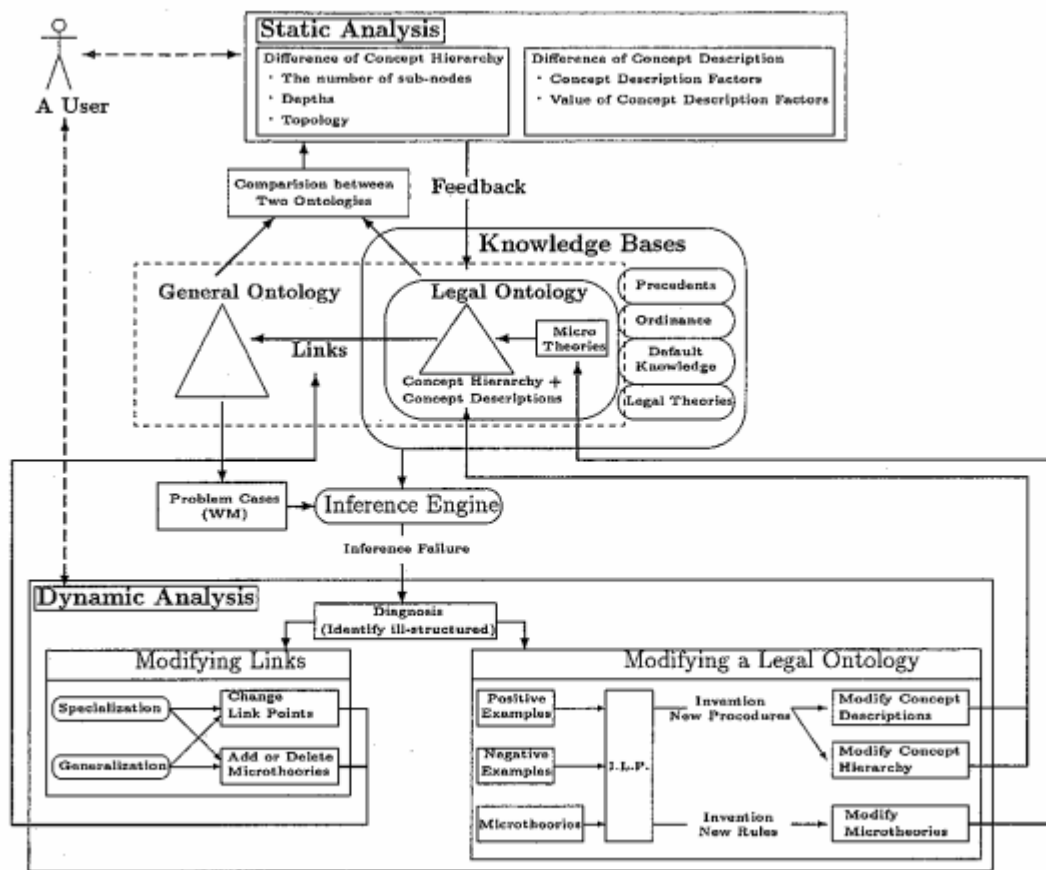 Static Analysis
Difference of Concept Hierarchy
· The number of sub-nodes
· Depths
· Topology
Difference of Concept Description
· Concept Description Factors
· Value of Concept Description Factors
A User
Comparision between
Two Ontologies
Feedback
Knowledge Bases
General Ontology
Legal Ontology
Links
Micro
Theories
Concept Hierarchy +
Concept Descriptions
Precedents
Ordinance
Default
Knowledge
Legal Theories
Problem Cases
(WM)
Inference Engine
Inference Failure
Dynamic Analysis
Diagnosis
(Identify ill-structured)
Modifying Links
Specialization
Generalization
Change
Link Points
Add or Delete
Microtheories
Modifying a Legal Ontology
Positive
Examples
Negative
Examples
Microtheories
I.L.P.
Invention
New Procedures
Invention
New Rules
Modify Concept
Descriptions
Modify Concept
Hierarchy
Modify
Microtheories